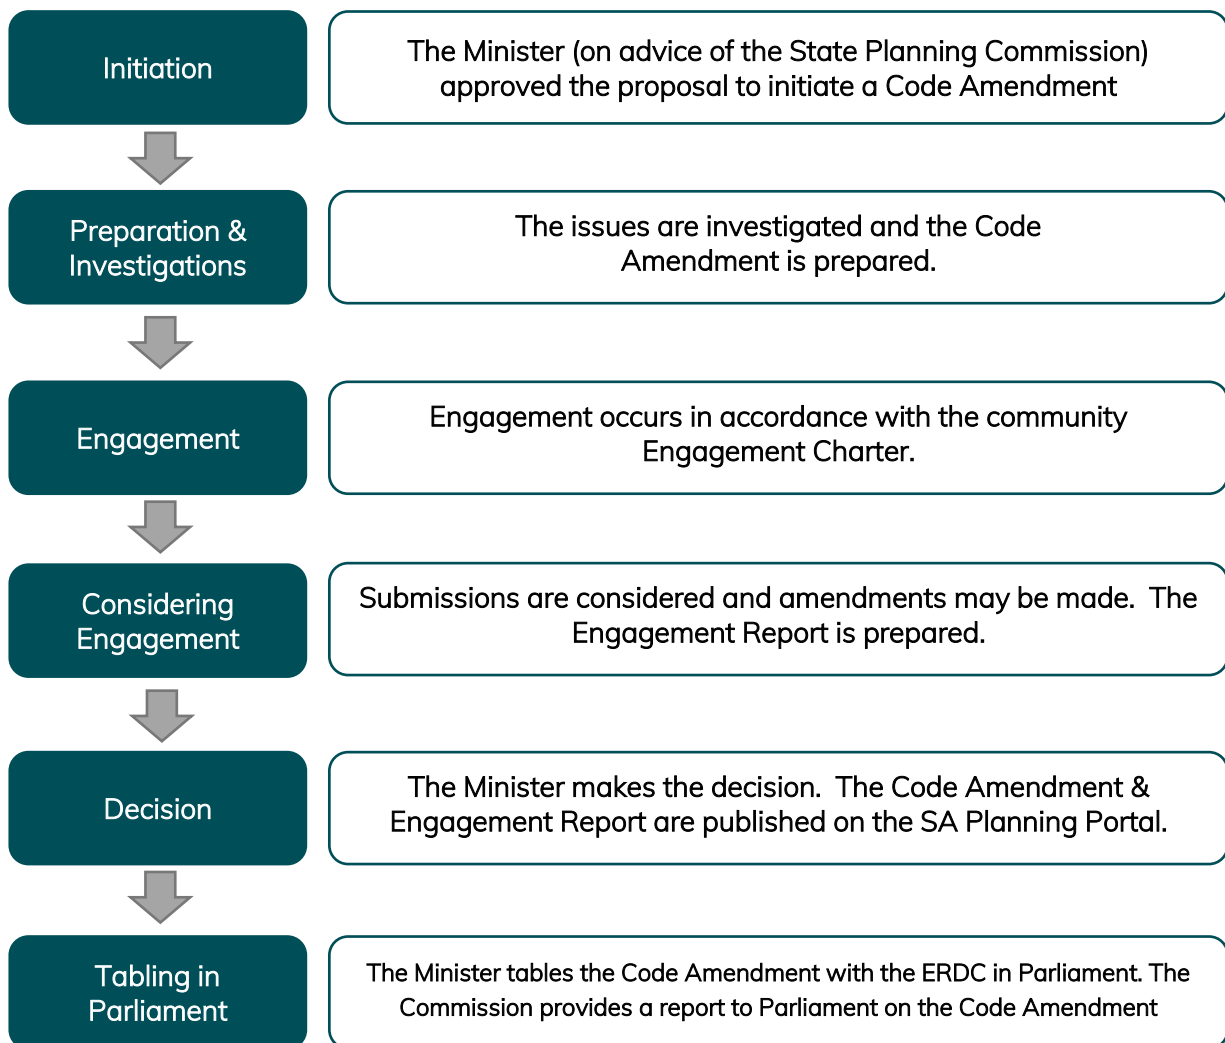 Initiation
The Minister (on advice of the State Planning Commission)
approved the proposal to initiate a Code Amendment
Preparation &
Investigations
The issues are investigated and the Code
Amendment is prepared.
Engagement
Engagement occurs in accordance with the community
Engagement Charter.
Considering
Engagement
Submissions are considered and amendments may be made.  The
Engagement Report is prepared.
Decision
The Minister makes the decision.  The Code Amendment &
Engagement Report are published on the SA Planning Portal.
Tabling in
Parliament
The Minister tables the Code Amendment with the ERDC in Parliament. The
Commission provides a report to Parliament on the Code Amendment